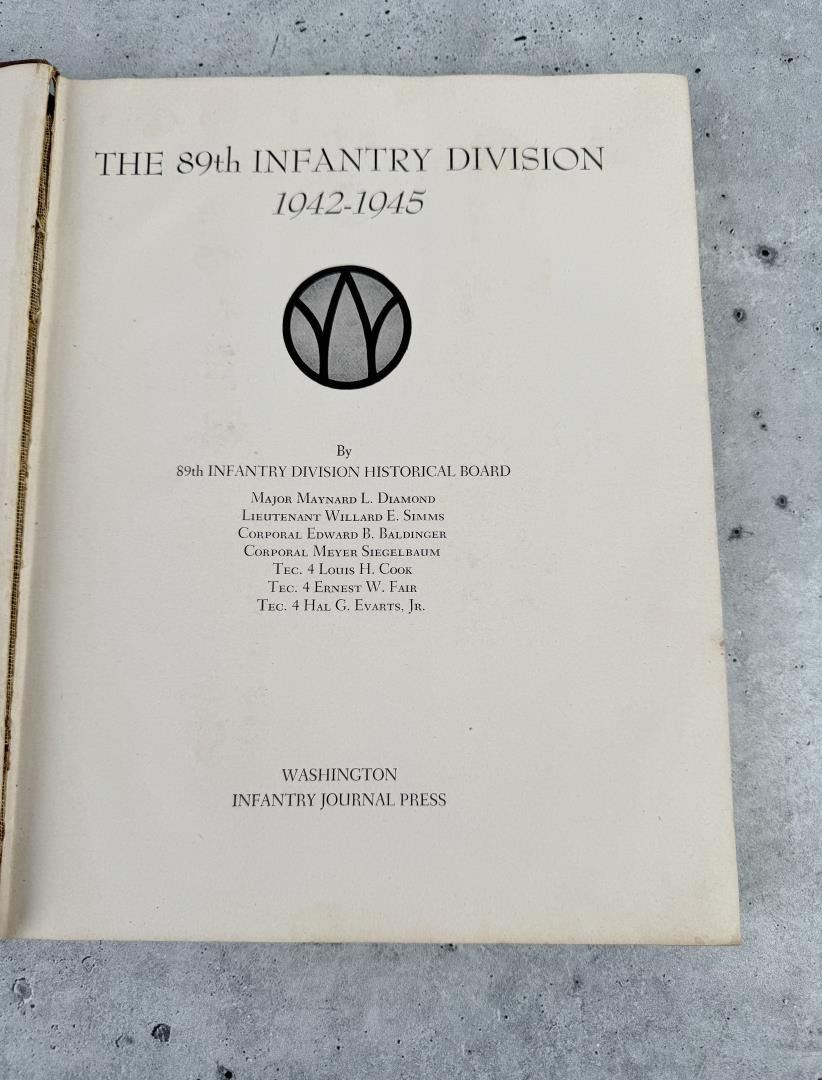 THE 89th INFANTRY DIVISION
1942-1945
By
89th INFANTRY DIVISION HISTORICAL BOARD
Major Maynard L. Diamond
Lieutenant Willard E. Simms
Corporal Edward B. Baldinger
Corporal Meyer Siegelbaum
Tec. 4 Louis H. Cook
Tec. 4 Ernest W. Fair
Tec. 4 Hal G. Evarts, Jr.
WASHINGTON
INFANTRY JOURNAL PRESS